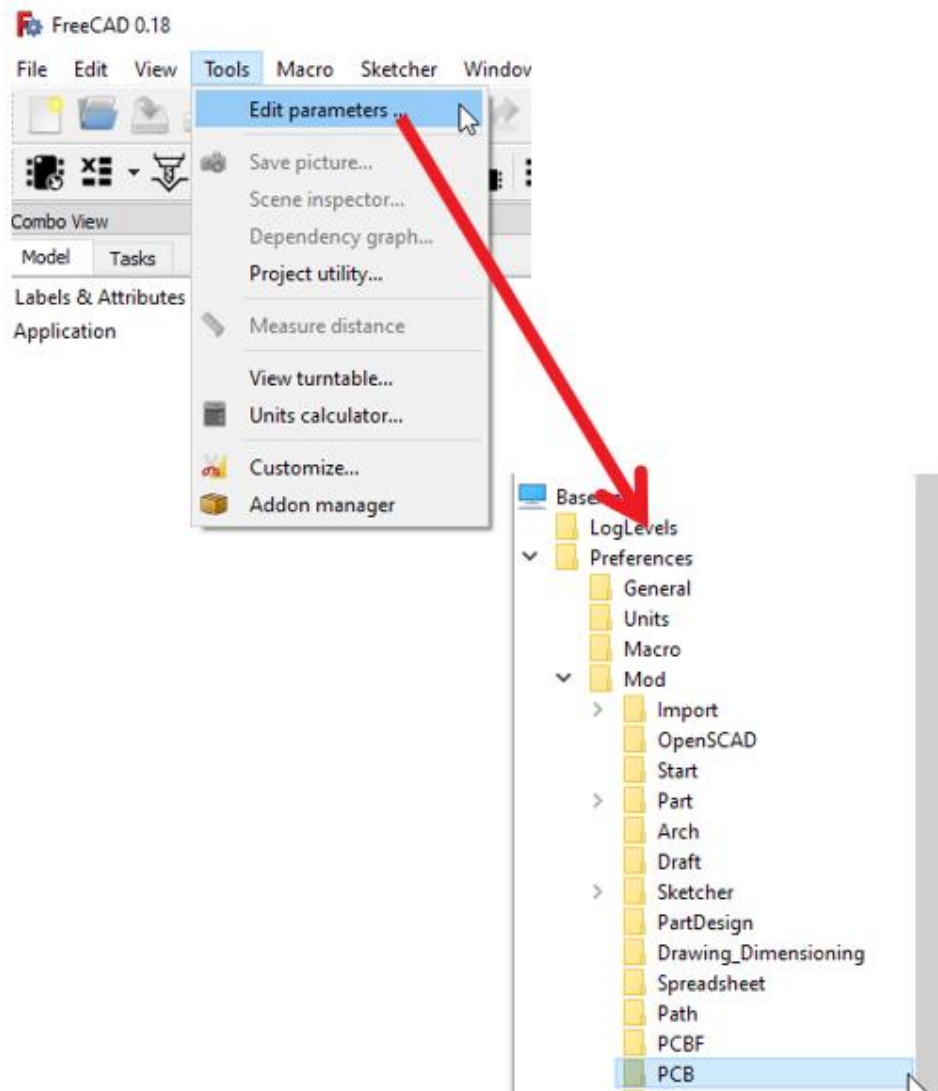 FreeCAD 0.18
File Edit View Tools Macro Sketcher Window
Edit parameters ...
Save picture...
Scene inspector...
Dependency graph...
Project utility...
Measure distance
View turntable...
Units calculator...
Customize...
Addon manager
Combo View
Model Tasks
Labels & Attributes
Application
LogLevels
Preferences
General
Units
Macro
Mod
Import
OpenSCAD
Start
Part
Arch
Draft
Sketcher
PartDesign
Drawing_Dimensioning
Spreadsheet
Path
PCBF
PCB